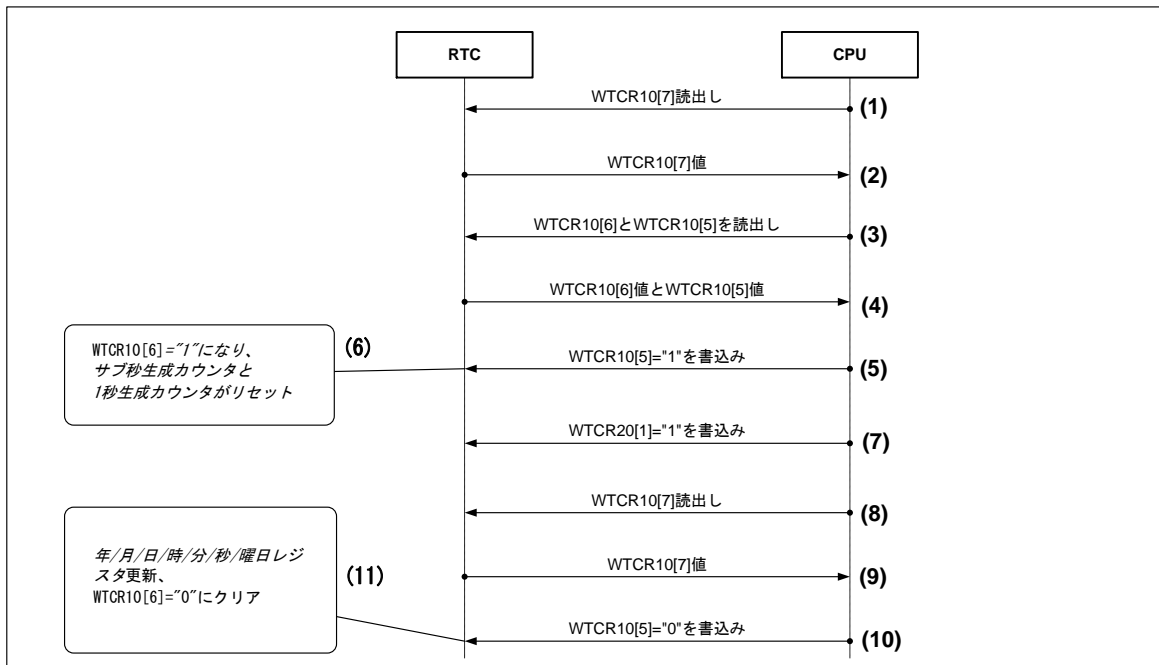 RTC
CPU
WTCR10[7]読出し
(1)
WTCR10[7]値
(2)
WTCR10[6]とWTCR10[5]を読出し
(3)
WTCR10[6]値とWTCR10[5]値
(4)
WTCR10[6]="1"になり、
サブ秒生成カウンタと
1秒生成カウンタがリセット
(6)
WTCR10[5]="1"を書込み
(5)
WTCR20[1]="1"を書込み
(7)
WTCR10[7]読出し
(8)
年/月/日/時/分/秒/曜日レジ
スタ更新、
WTCR10[6]="0"にクリア
(11)
WTCR10[7]値
(9)
WTCR10[5]="0"を書込み
(10)